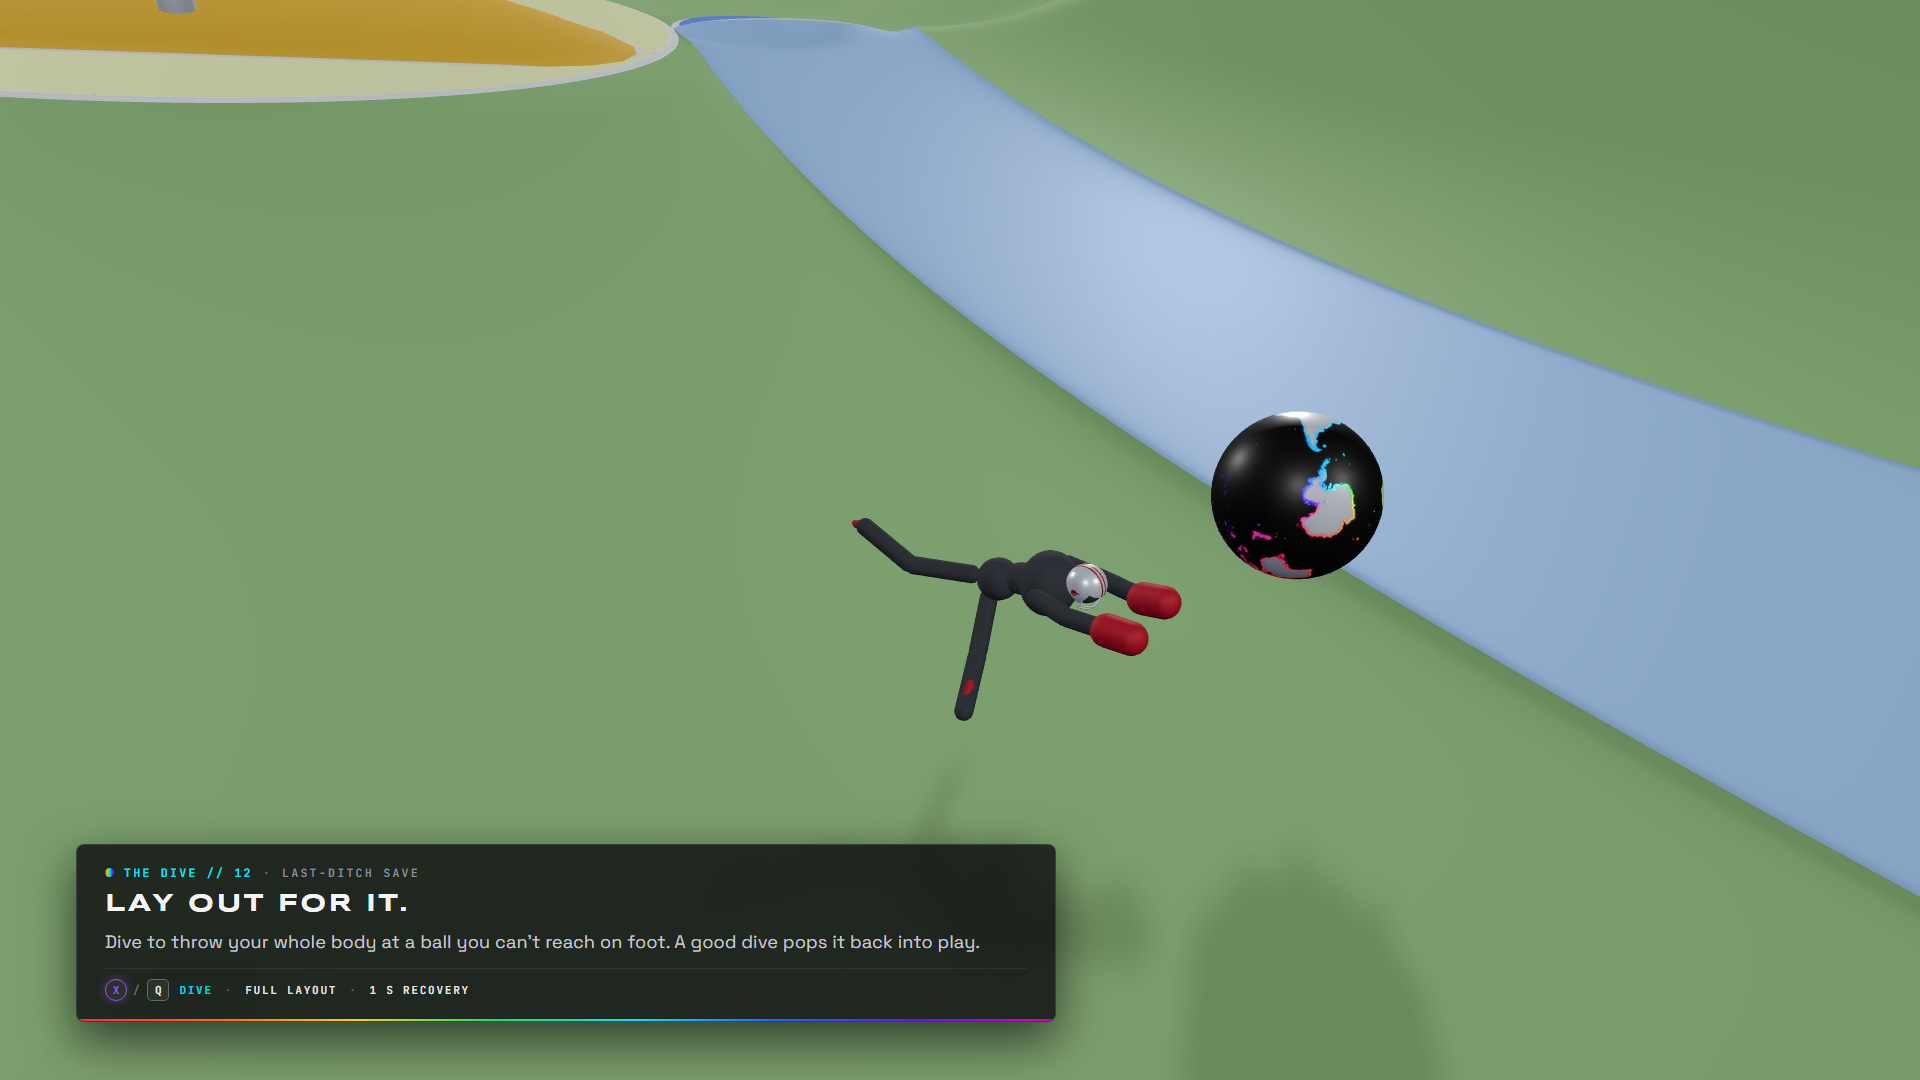 THE DIVE // 12 · LAST-DITCH SAVE
LAY OUT FOR IT.
Dive to throw your whole body at a ball you can't reach on foot. A good dive pops it back into play.
X / Q DIVE · FULL LAYOUT · 1 S RECOVERY